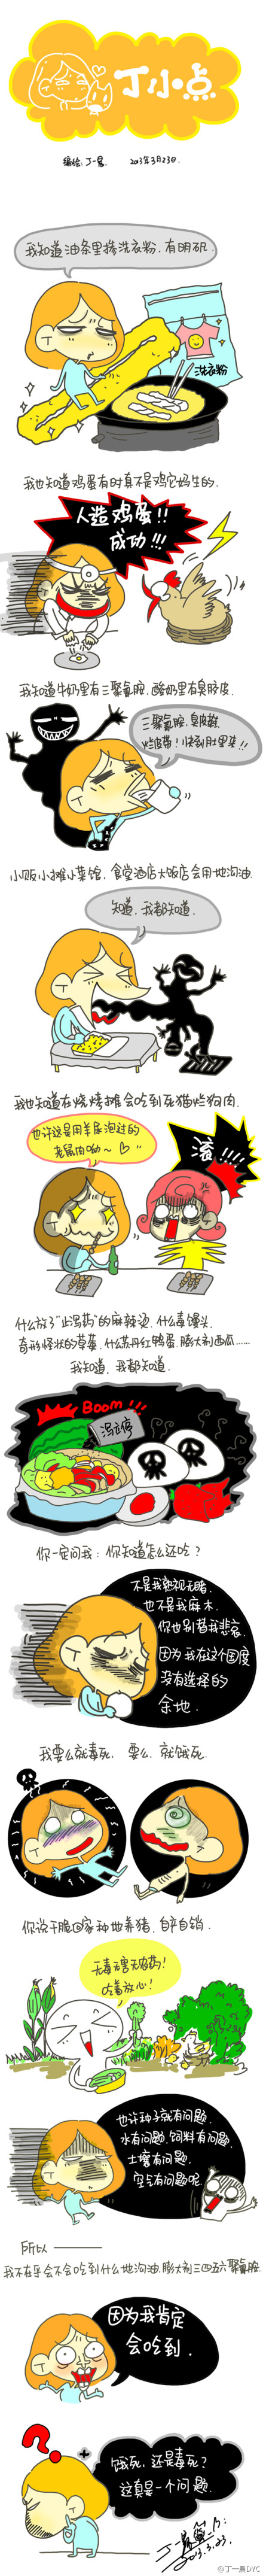 丁小点
编绘:丁一晨. 2013年3月23日.
我知道油条里掺洗衣粉.有明矾.
洗衣粉
我也知道鸡蛋有时真不是鸡它妈生的.
人造鸡蛋!!
成功!!!
我知道牛奶里有三聚氰胺.酸奶里有臭胶皮.
三聚氰胺.臭皮鞋
烂皮带!快到肚里来!!
小贩小摊小菜馆,食堂酒店大饭店会用地沟油.
知道.我都知道.
我也知道在烧烤摊会吃到死猫烂狗肉.
也许这是用羊尿泡过的
老鼠肉呦~
滚!!!!
什么放了"止泻药"的麻辣烫.什么毒馒头.
奇形怪状的草莓.什么苏丹红鸭蛋.膨大剂西瓜......
我知道,我都知道.
Boom!!!
泻立停
你一定问我:你知道怎么还吃?
不是我熟视无睹.
也不是我麻木.
你也别替我悲哀.
因为我在这个国度
没有选择的
余地.
我要么就毒死.要么.就饿死.
你说干脆回家种地养猪.自产自销.
无毒无害无农药!
吃着放心!
也许种子就有问题.
水有问题.饲料有问题.
土壤有问题.
空气有问题呢.
所以——
我不在乎会不会吃到什么地沟油.膨大剂三四五六聚氰胺.
因为我肯定
会吃到.
?
饿死.还是毒死?
这真是一个问题.
2013.3.23.
@丁一晨DYC